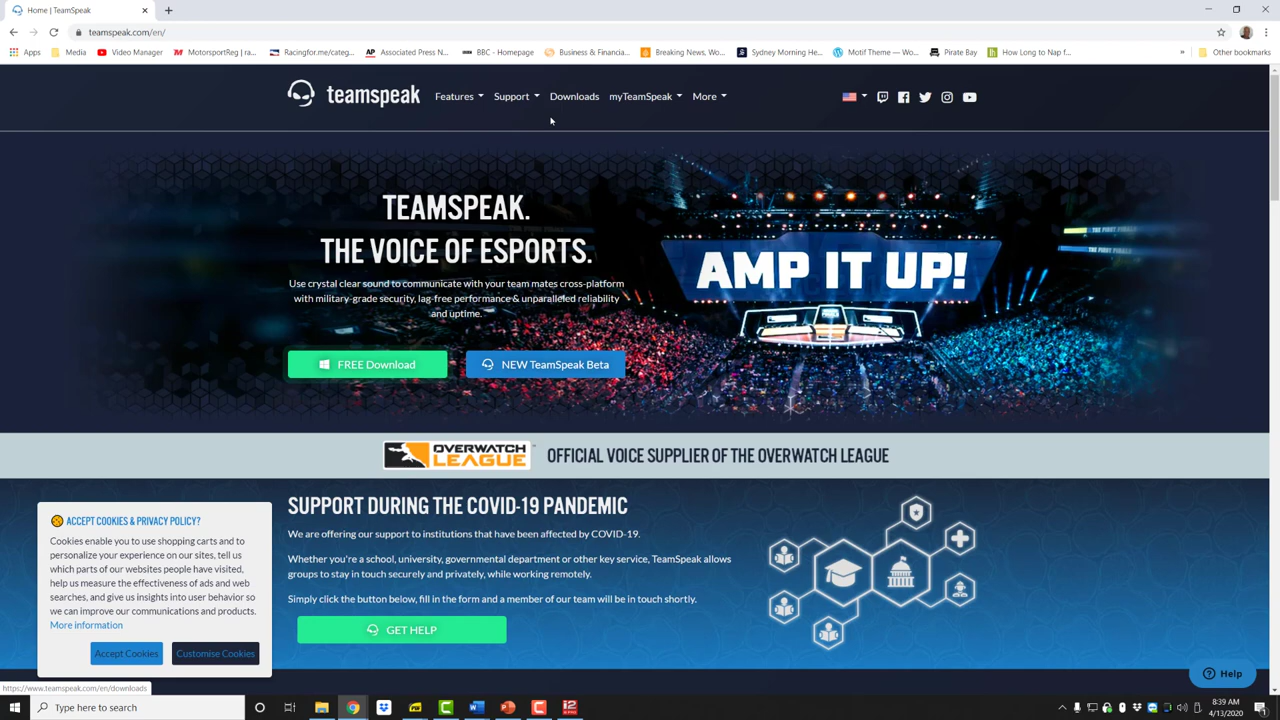 Home | TeamSpeak
teamspeak.com/en/
Apps
Media
Video Manager
MotorsportReg | ra...
Racingfor.me/categ...
AP Associated Press N...
BBC - Homepage
Business & Financia...
Breaking News, Wo...
Sydney Morning He...
Motif Theme — Wo...
Pirate Bay
h How Long to Nap f...
»
Other bookmarks
teamspeak
Features
Support
Downloads
myTeamSpeak
More
TEAMSPEAK.
THE VOICE OF ESPORTS.
Use crystal clear sound to communicate with your team mates cross-platform
with military-grade security, lag-free performance & unparalleled reliability
and uptime.
FREE Download
NEW TeamSpeak Beta
AMP IT UP!
OVERWATCH
LEAGUE
OFFICIAL VOICE SUPPLIER OF THE OVERWATCH LEAGUE
SUPPORT DURING THE COVID-19 PANDEMIC
We are offering our support to institutions that have been affected by COVID-19.
Whether you're a school, university, governmental department or other key service, TeamSpeak allows
groups to stay in touch securely and privately, while working remotely.
Simply click the button below, fill in the form and a member of our team will be in touch shortly.
GET HELP
ACCEPT COOKIES & PRIVACY POLICY?
Cookies enable you to use shopping carts and to
personalize your experience on our sites, tell us
which parts of our websites people have visited,
help us measure the effectiveness of ads and web
searches, and give us insights into user behavior so
we can improve our communications and products.
More information
Accept Cookies
Customise Cookies
Help
https://www.teamspeak.com/en/downloads
Type here to search
8:39 AM
4/13/2020